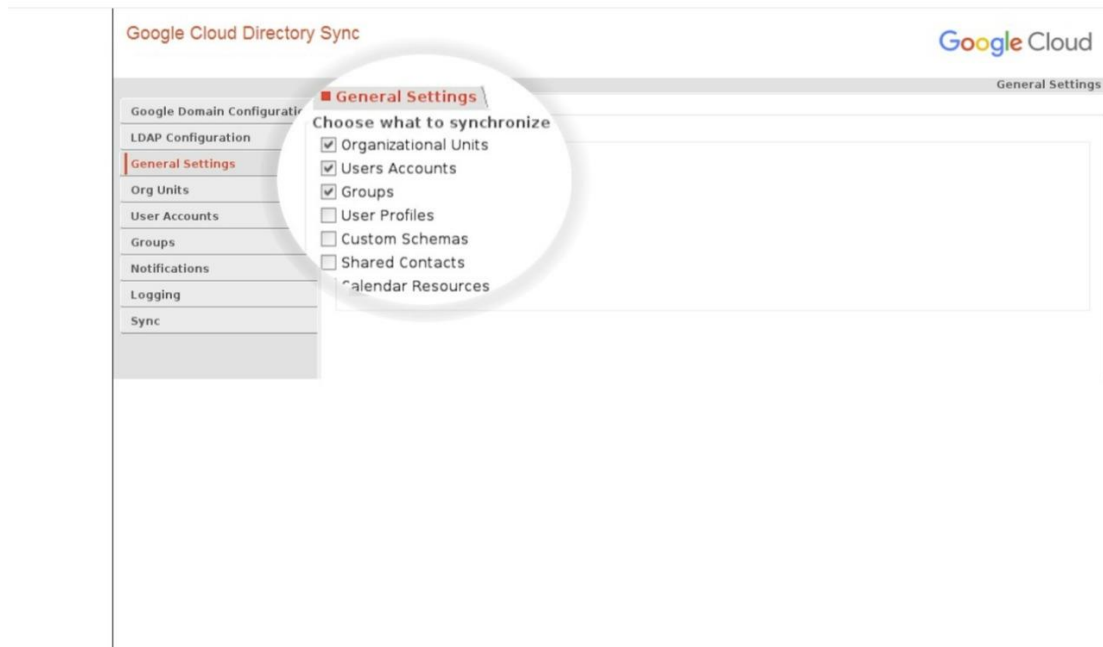 Google Cloud Directory Sync
Google Cloud
General Settings
Google Domain Configuratio
LDAP Configuration
General Settings
Org Units
User Accounts
Groups
Notifications
Logging
Sync
General Settings
Choose what to synchronize
Organizational Units
Users Accounts
Groups
User Profiles
Custom Schemas
Shared Contacts
Calendar Resources